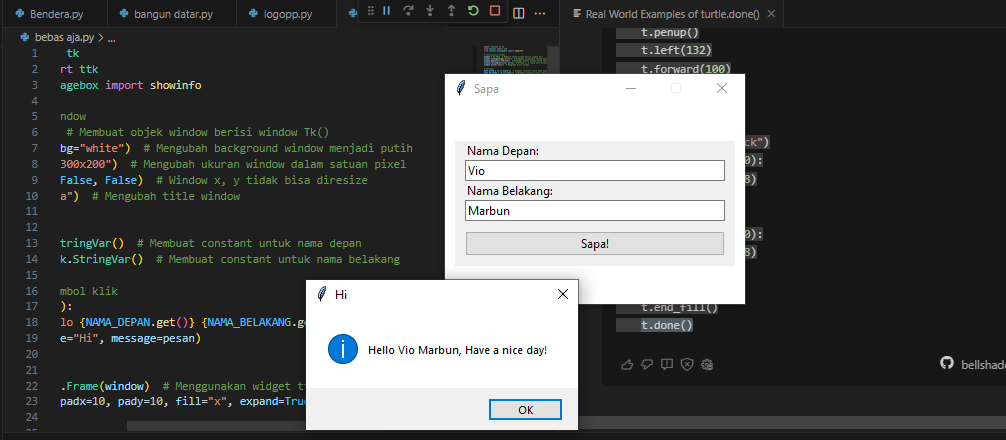 Bendera.py
bangun datar.py
logopp.py
Real World Examples of turtle.done()
bebas aja.py > ...
1 tk
2 rt ttk
3 agebox import showinfo
4
5 ndow
6 # Membuat objek window berisi window Tk()
7 bg="white") # Mengubah background window menjadi putih
8 300x200") # Mengubah ukuran window dalam satuan pixel
9 False, False) # Window x, y tidak bisa diresize
10 a") # Mengubah title window
11
12
13 tringVar() # Membuat constant untuk nama depan
14 k.StringVar() # Membuat constant untuk nama belakang
15
16 mbol klik
17 ):
18 lo {NAMA_DEPAN.get()} {NAMA_BELAKANG.ge
19 e="Hi", message=pesan)
20
21
22 .Frame(window) # Menggunakan widget t
23 padx=10, pady=10, fill="x", expand=True
24
25
Sapa
Nama Depan:
Vio
Nama Belakang:
Marbun
Sapa!
Hi
Hello Vio Marbun, Have a nice day!
OK
t.penup()
t.left(132)
t.forward(100)
ck")
0):
8)
0):
8)
t.end_fill()
t.done()
bellshade